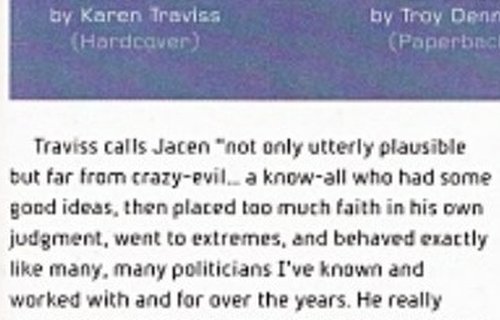 by Karen Traviss
by Troy
(Hardcover)
Traviss calls Jacen "not only utterly plausible
but far from crazy-evil... a know-all who had some
good ideas, then placed too much faith in his own
judgment, went to extremes, and behaved exactly
like many, many politicians I've known and
worked with and for over the years. He really